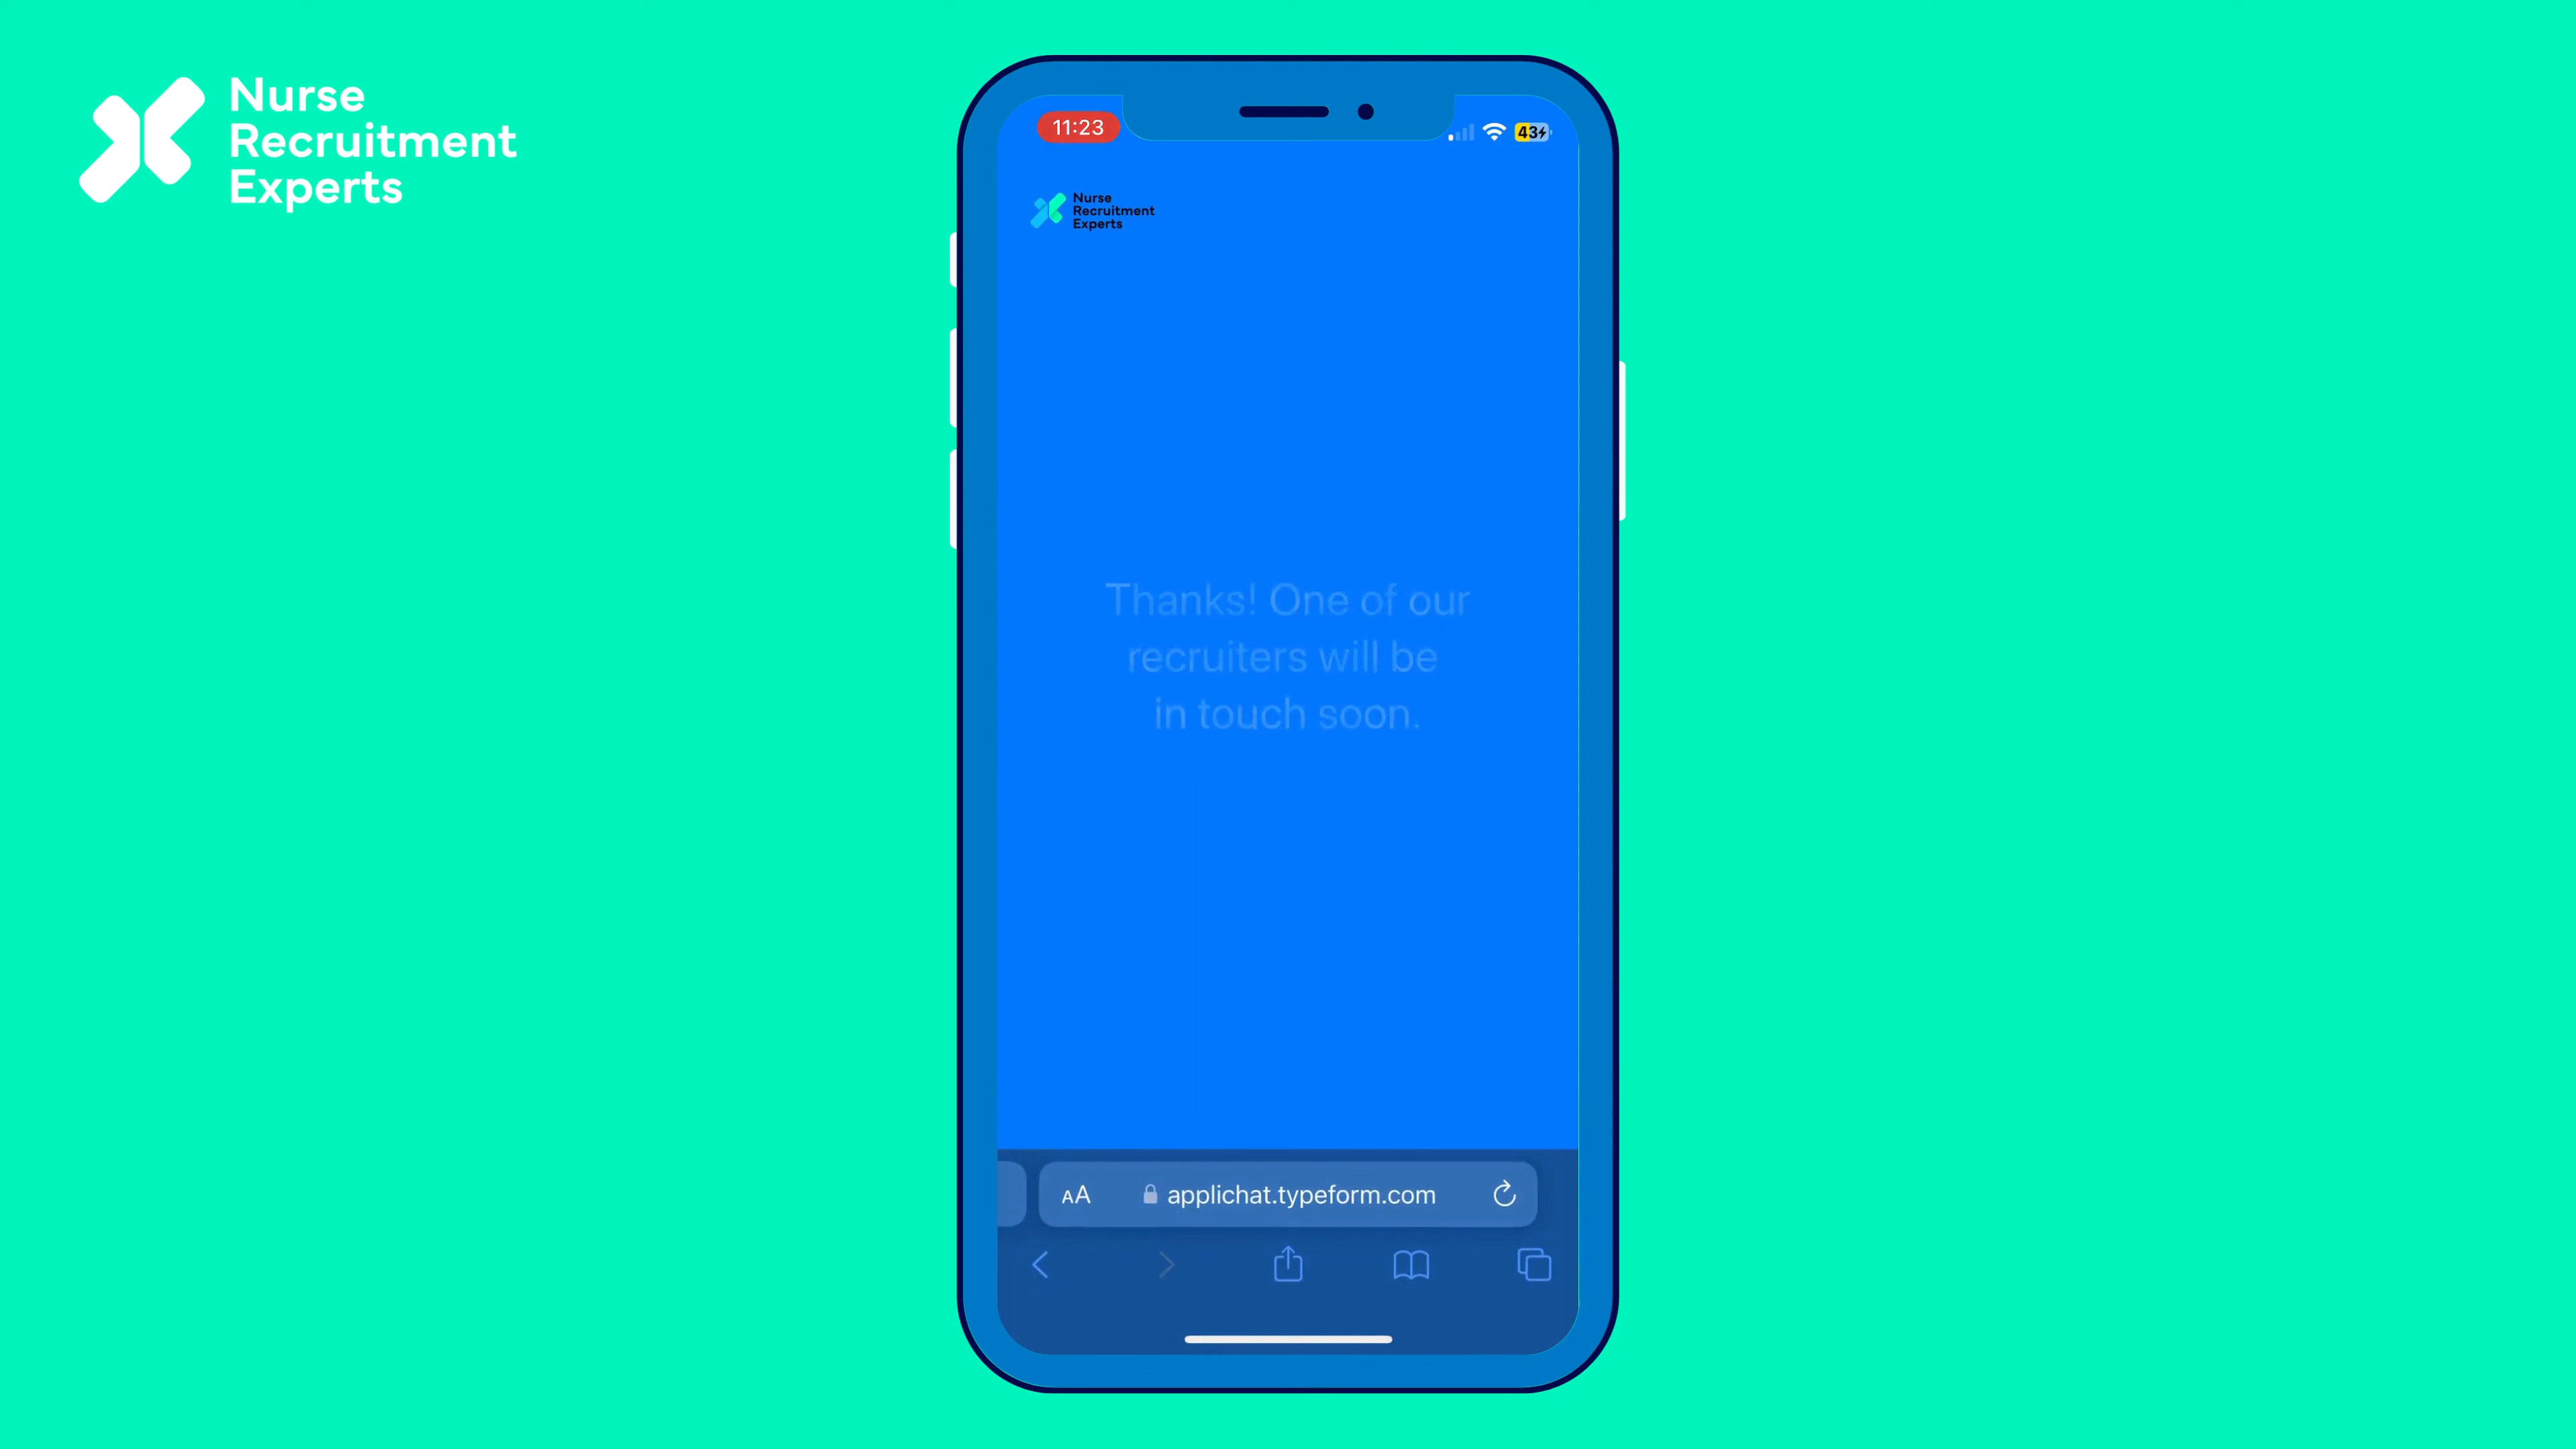 Nurse
Recruitment
Experts
11:23
43
Nurse
Recruitment
Experts
Thanks! One of our
recruiters will be
in touch soon.
AA
applichat.typeform.com